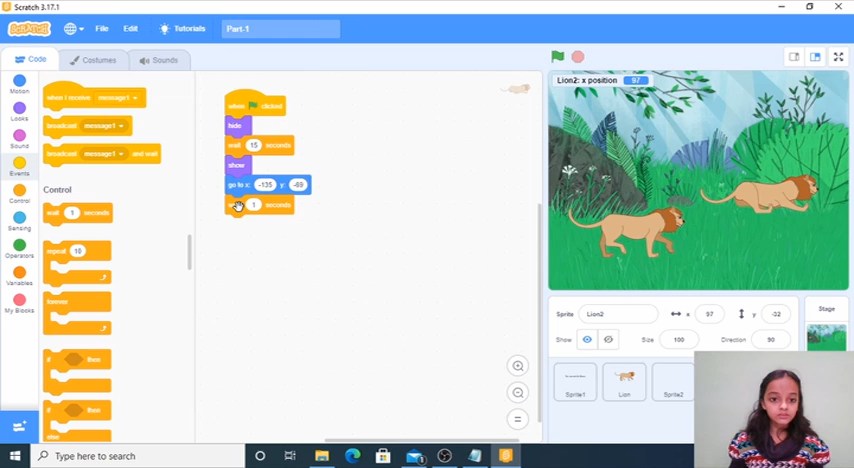 Scratch 3.17.1
SCRATCH File Edit Tutorials Part-1
Code Costumes Sounds
Motion
Looks
Sound
Events
Control
Sensing
Operators
Variables
My Blocks
when I receive message1
broadcast message1
broadcast message1 and wait
Control
wait 1 seconds
repeat 10
forever
if then
if then
else
when clicked
hide
wait 15 seconds
show
go to x: -135 y: -69
1 seconds
Lion2: x position 97
Sprite Lion2 x 97 y -32
Show Size 100 Direction 90
Stage
Sprite1 Lion Sprite2
Type here to search